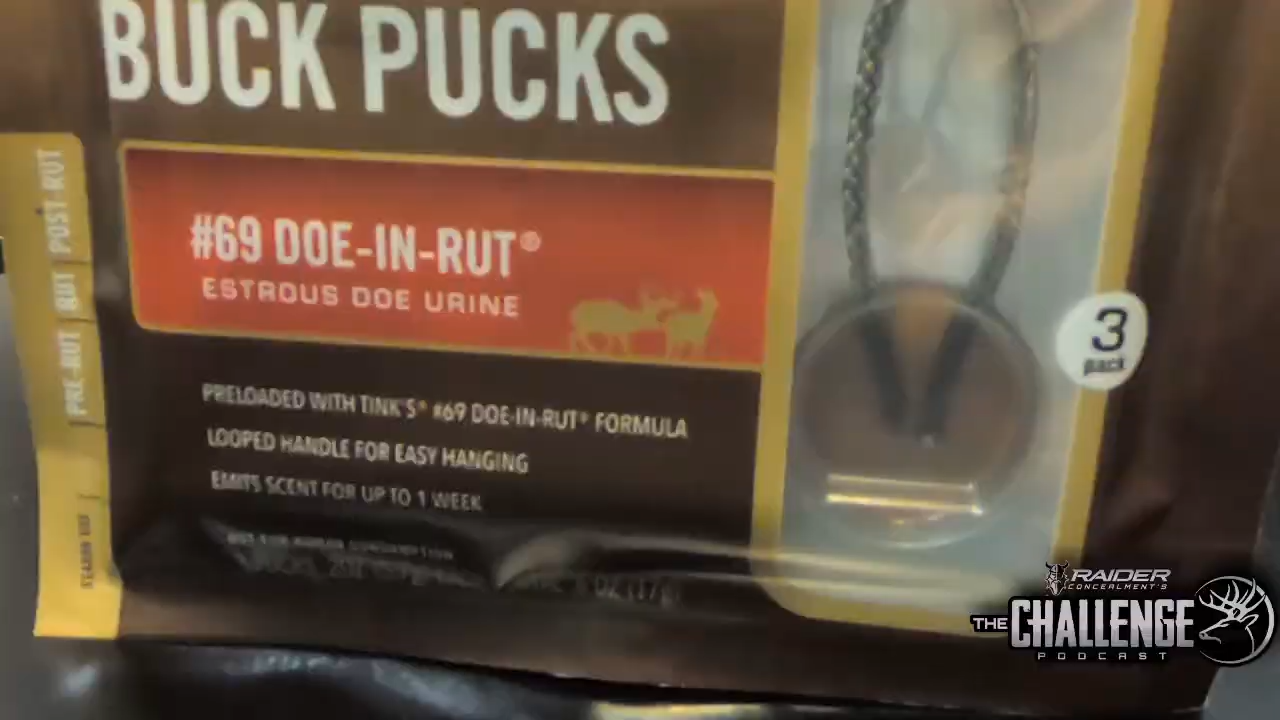 BUCK PUCKS
#69 DOE-IN-RUT®
ESTROUS DOE URINE
PRELOADED WITH TINK'S® #69 DOE-IN-RUT® FORMULA
LOOPED HANDLE FOR EASY HANGING
EMITS SCENT FOR UP TO 1 WEEK
3
pack
POST-RUT
RUT
PRE-RUT
RAIDER
CONCEALMENT'S
THE CHALLENGE
PODCAST